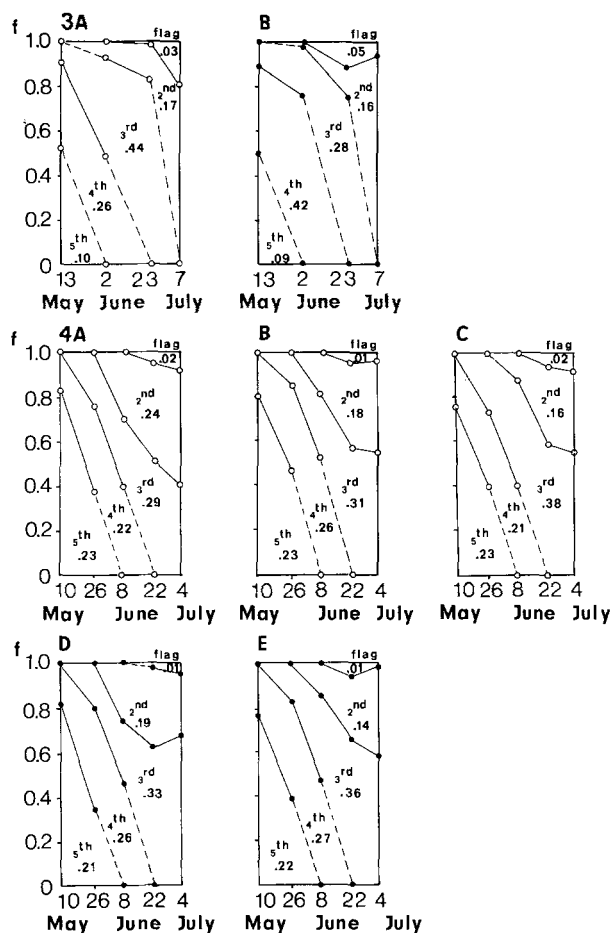 f 3A B
flag flag
1.0 .03 .05
0.8 2nd 2nd
.17 .16
0.6 3rd 3rd
.44 .28
0.4 4th 4th
.26 .42
0.2 5th 5th
0 .10 .09
13 2 23 7 13 2 23 7
May June July May June July
f 4A B C
flag flag flag
1.0 .02 .01 .02
0.8 2nd 2nd 2nd
.24 .18 .16
0.6
0.4 3rd 3rd 3rd
.29 .31 .38
0.2 4th 4th 4th
.22 .26 .21
5th 5th 5th
.23 .23 .23
0
10 26 8 22 4 10 26 8 22 4 10 26 8 22 4
May June July May June July May June July
f D E
flag flag
1.0 .01 .01
0.8 2nd 2nd
.19 .14
0.6
3rd 3rd
0.4 .33 .36
4th 4th
0.2 .26 .27
5th 5th
.21 .22
0
10 26 8 22 4 10 26 8 22 4
May June July May June July